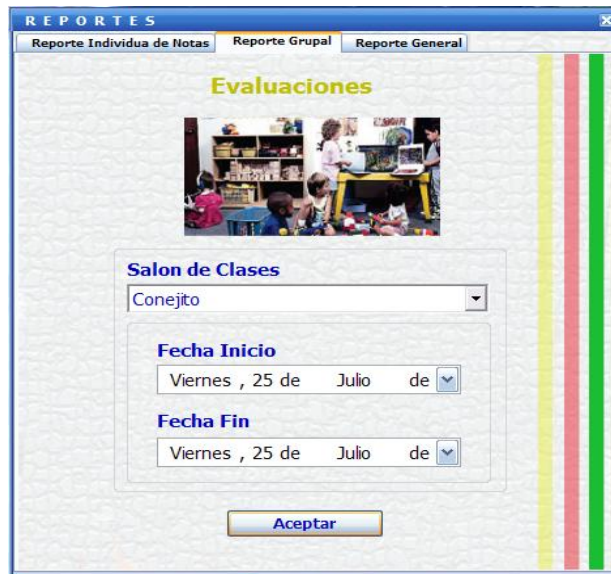 REPORTES
Reporte Individua de Notas Reporte Grupal Reporte General
Evaluaciones
Salon de Clases
Conejito
Fecha Inicio
Viernes , 25 de Julio de
Fecha Fin
Viernes , 25 de Julio de
Aceptar